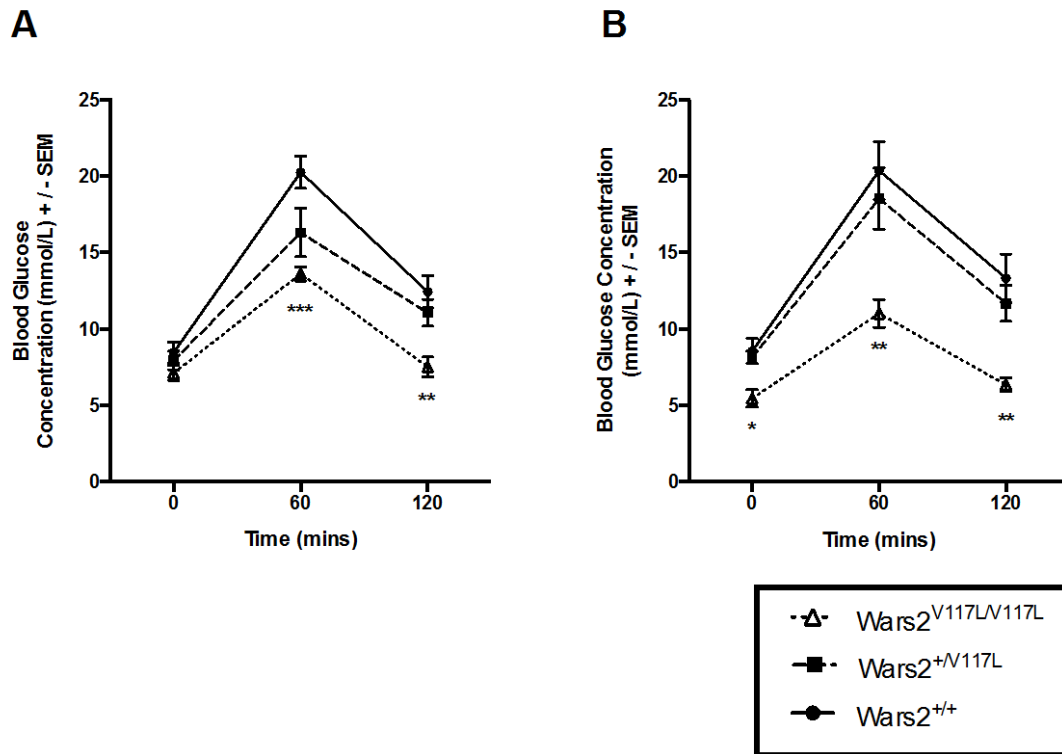 A
B
Blood Glucose
Concentration (mmol/L) + / - SEM
25
20
15
10
5
0
***
**
0 60 120
Time (mins)
Blood Glucose Concentration
(mmol/L) + / - SEM
25
20
15
10
5
0
*
**
**
0 60 120
Time (mins)
Wars2V117L/V117L
Wars2+/V117L
Wars2+/+